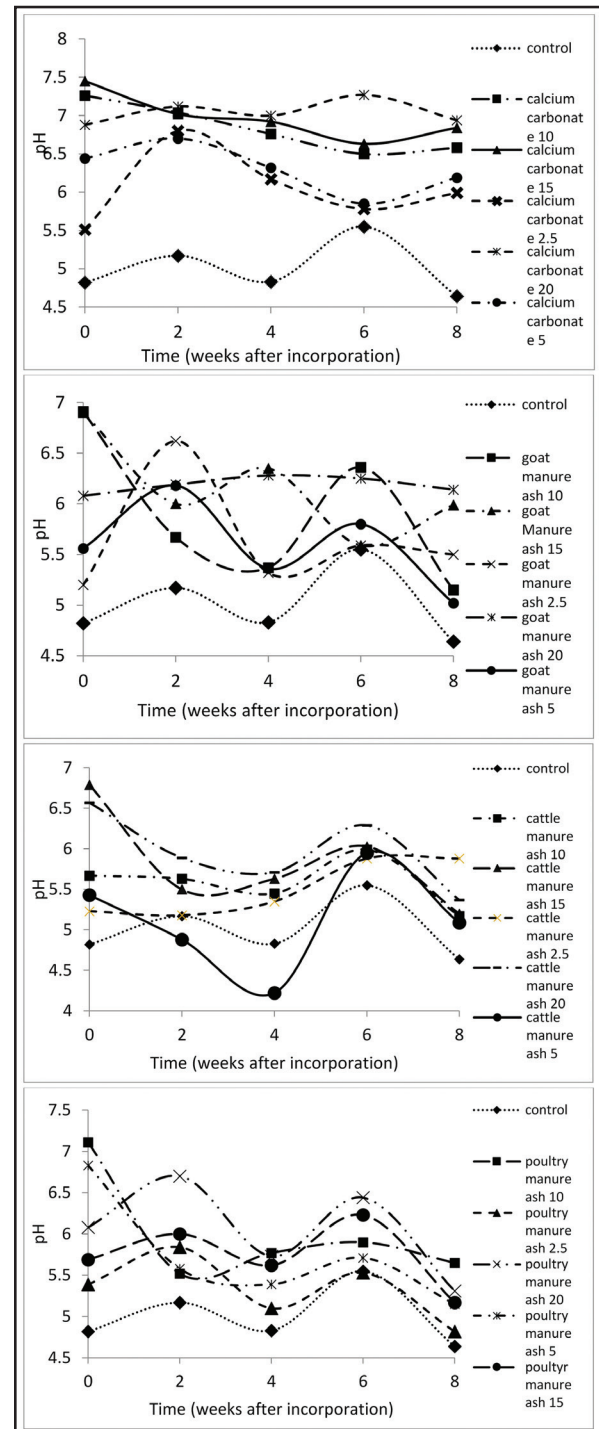 8
7.5
7
6.5
6
5.5
5
4.5
pH
0 2 4 6 8
Time (weeks after incorporation)
control
calcium
carbonat
e 10
calcium
carbonat
e 15
calcium
carbonat
e 2.5
calcium
carbonat
e 20
calcium
carbonat
e 5
7
6.5
6
5.5
5
4.5
pH
0 2 4 6 8
Time (weeks after incorporation)
control
goat
manure
ash 10
goat
Manure
ash 15
goat
manure
ash 2.5
goat
manure
ash 20
goat
manure
ash 5
7
6.5
6
5.5
5
4.5
4
pH
0 2 4 6 8
Time (weeks after incorporation)
control
cattle
manure
ash 10
cattle
manure
ash 15
cattle
manure
ash 2.5
cattle
manure
ash 20
cattle
manure
ash 5
7.5
7
6.5
6
5.5
5
4.5
pH
0 2 4 6 8
Time (weeks after incorporation)
control
poultry
manure
ash 10
poultry
manure
ash 2.5
poultry
manure
ash 20
poultry
manure
ash 5
poultyr
manure
ash 15